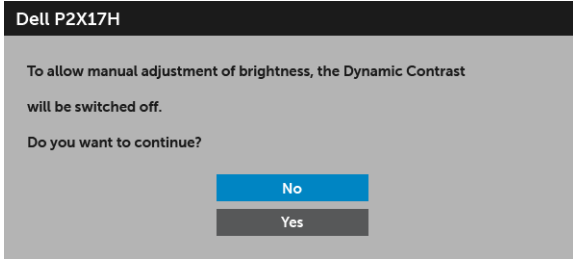 Dell P2X17H
To allow manual adjustment of brightness, the Dynamic Contrast
will be switched off.
Do you want to continue?
No
Yes